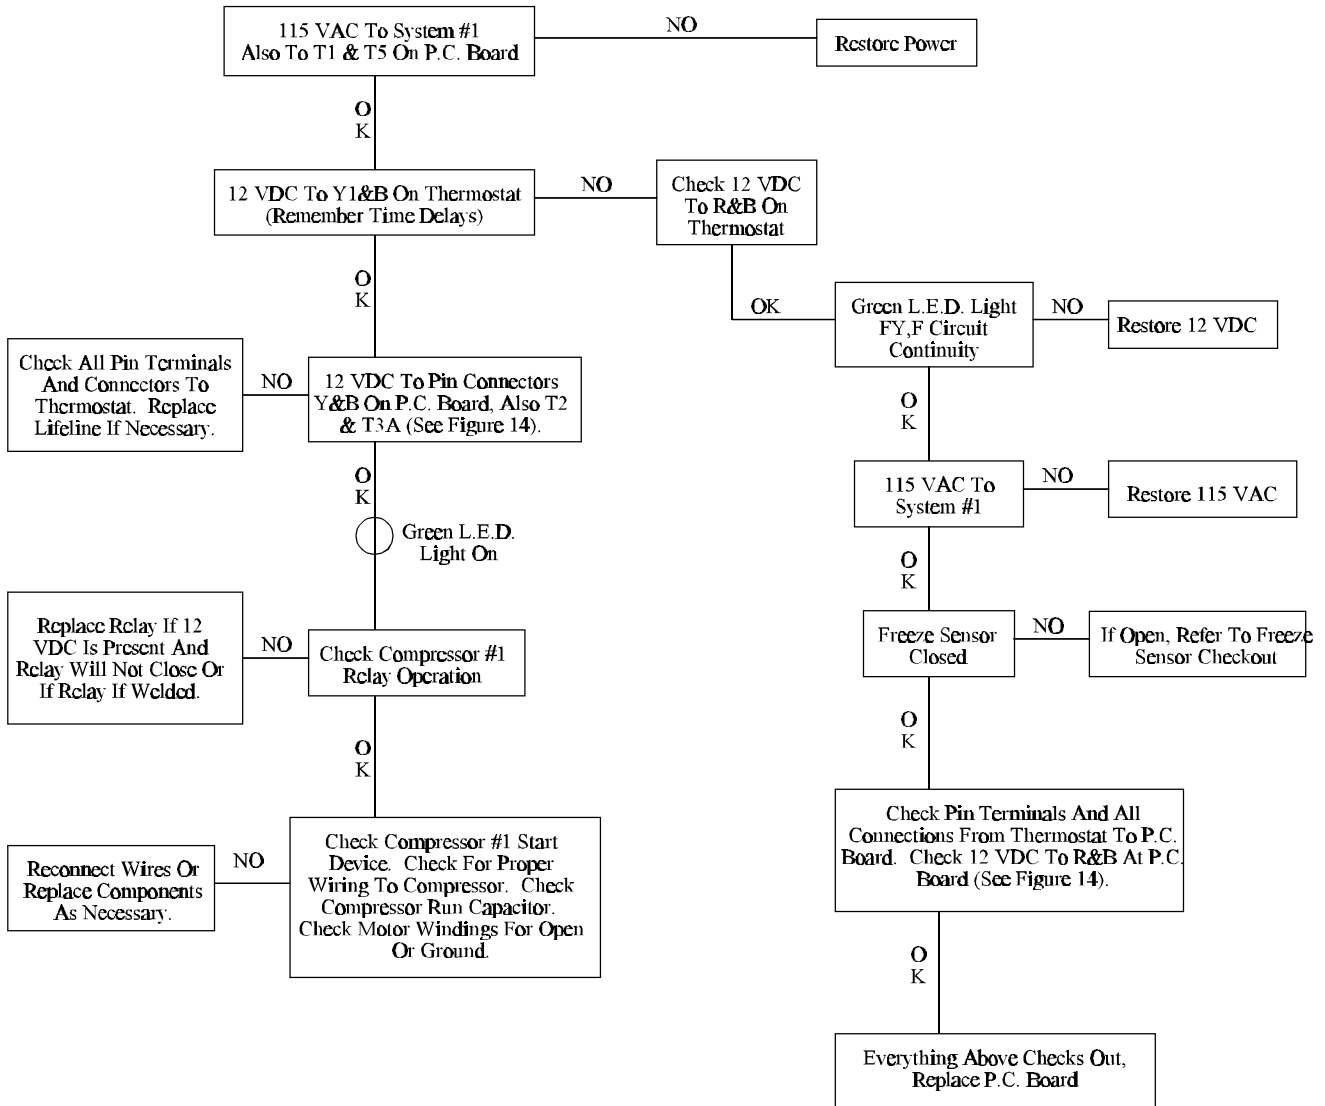 115 VAC To System #1
Also To T1 & T5 On P.C. Board
NO
Restore Power
O
K
12 VDC To Y1&B On Thermostat
(Remember Time Delays)
NO
Check 12 VDC
To R&B On
Thermostat
O
K
OK
Green L.E.D. Light
FY,F Circuit
Continuity
NO
Restore 12 VDC
Check All Pin Terminals
And Connectors To
Thermostat. Replace
Lifeline If Necessary.
NO
12 VDC To Pin Connectors
Y&B On P.C. Board, Also T2
& T3A (See Figure 14).
O
K
O
K
Green L.E.D.
Light On
115 VAC To
System #1
NO
Restore 115 VAC
O
K
Replace Relay If 12
VDC Is Present And
Relay Will Not Close Or
If Relay If Welded.
NO
Check Compressor #1
Relay Operation
Freeze Sensor
Closed
NO
If Open, Refer To Freeze
Sensor Checkout
O
K
O
K
Reconnect Wires Or
Replace Components
As Necessary.
NO
Check Compressor #1 Start
Device. Check For Proper
Wiring To Compressor. Check
Compressor Run Capacitor.
Check Motor Windings For Open
Or Ground.
Check Pin Terminals And All
Connections From Thermostat To P.C.
Board. Check 12 VDC To R&B At P.C.
Board (See Figure 14).
O
K
Everything Above Checks Out,
Replace P.C. Board